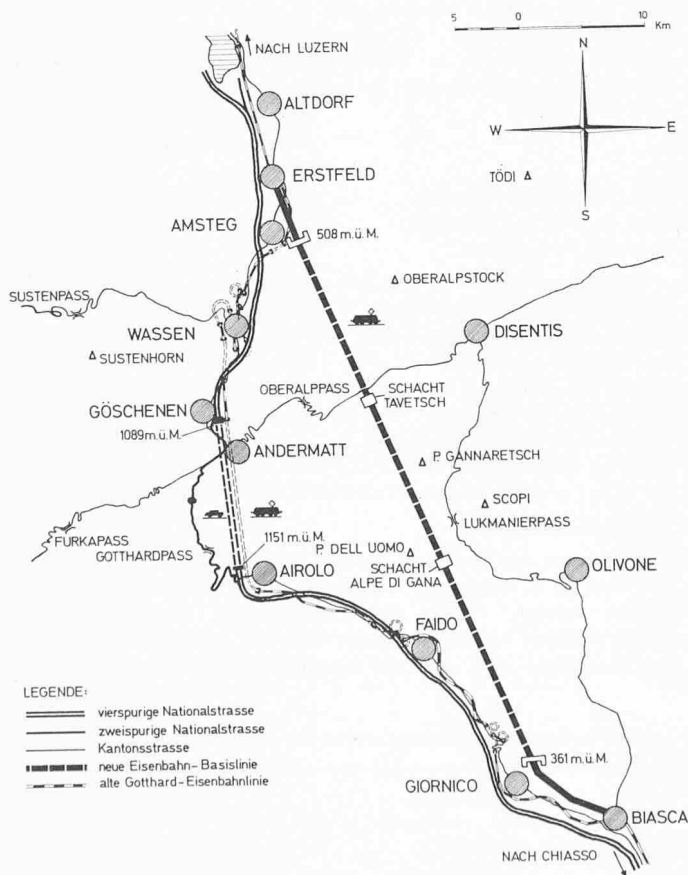 5 0 10
Km
NACH LUZERN
N
ALTDORF
W E
TÖDI
ERSTFELD
S
AMSTEG
508 m.ü.M.
OBERALPSTOCK
SUSTENPASS
WASSEN
DISENTIS
SUSTENHORN
OBERALPPASS
SCHACHT
TAVETSCH
GÖSCHENEN
1089 m.ü.M.
ANDERMATT
P. GANNARETSCH
SCOPI
LUKMANIERPASS
FURKAPASS
GOTTHARDPASS
1151 m.ü.M.
P. DELL UOMO
SCHACHT
ALPE DI GANA
OLIVONE
AIROLO
FAIDO
LEGENDE:
vierspurige Nationalstrasse
zweispurige Nationalstrasse
Kantonsstrasse
neue Eisenbahn-Basislinie
alte Gotthard-Eisenbahnlinie
361 m.ü.M.
GIORNICO
BIASCA
NACH CHIASSO